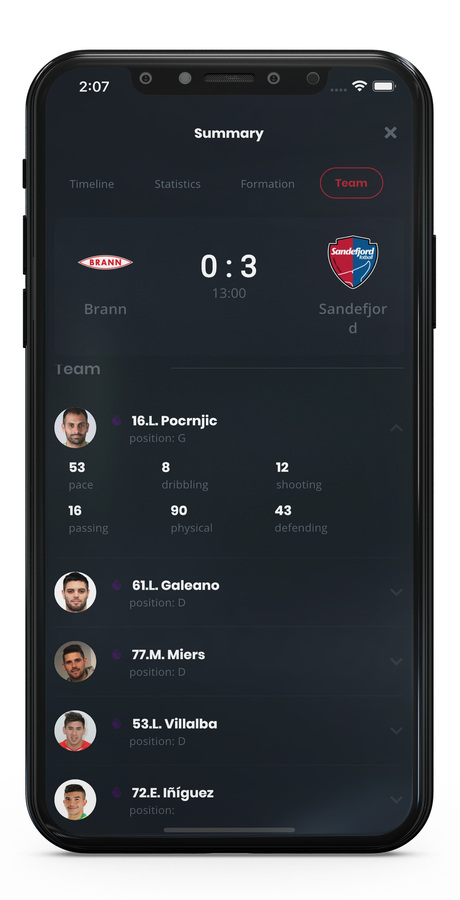 2:07
Summary
Timeline Statistics Formation Team
BRANN
Sandefjord
fotball
0 : 3
13:00
Brann
Sandefjor
d
Team
16.L. Pocrnjic
position: G
53 8 12
pace dribbling shooting
16 90 43
passing physical defending
61.L. Galeano
position: D
77.M. Miers
position: D
53.L. Villalba
position: D
72.E. Iñíguez
position: